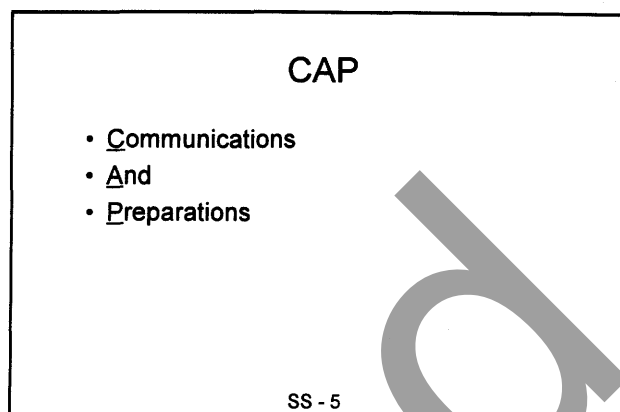 CAP
• Communications
• And
• Preparations
SS - 5
d